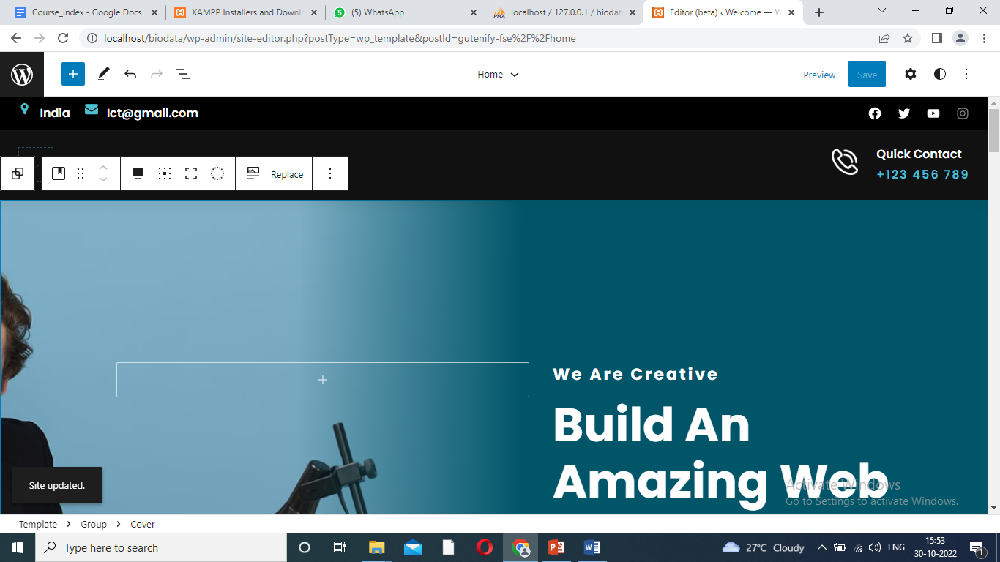 Course_index - Google Docs
XAMPP Installers and Downlo
(5) WhatsApp
localhost / 127.0.0.1 / biodata
Editor (beta) ‹ Welcome — W
localhost/biodata/wp-admin/site-editor.php?postType=wp_template&postId=gutenify-fse%2F%2Fhome
Home
Preview
Save
India
lct@gmail.com
Quick Contact
+123 456 789
Replace
We Are Creative
Build An
Amazing Web
Activate Windows
Go to Settings to activate Windows.
Site updated.
Template > Group > Cover
Type here to search
27°C Cloudy
ENG
15:53
30-10-2022
1